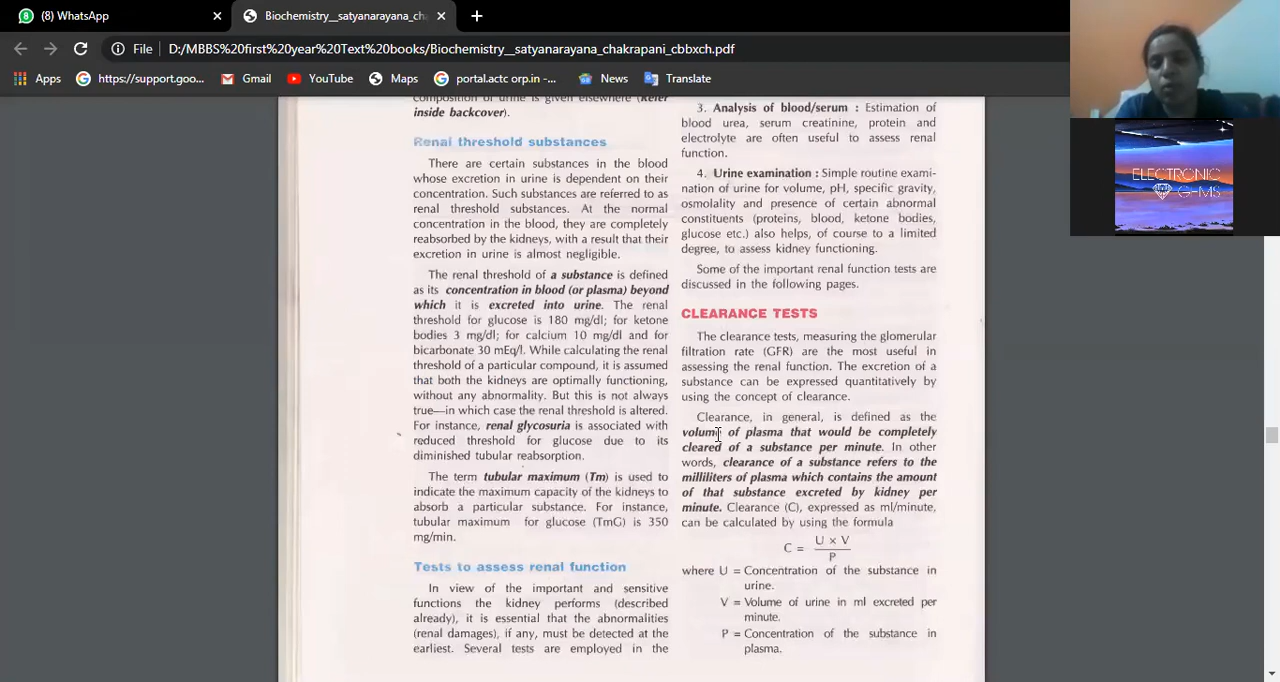 (8) WhatsApp
Biochemistry__satyanarayana_cha
File
D:/MBBS%20first%20year%20Text%20books/Biochemistry__satyanarayana_chakrapani_cbbxch.pdf
Apps
https://support.goo...
Gmail
YouTube
Maps
portal.actc orp.in -...
News
Translate
composition of urine is given elsewhere (Refer
inside backcover).
Renal threshold substances
There are certain substances in the blood
whose excretion in urine is dependent on their
concentration. Such substances are referred to as
renal threshold substances. At the normal
concentration in the blood, they are completely
reabsorbed by the kidneys, with a result that their
excretion in urine is almost negligible.
The renal threshold of a substance is defined
as its concentration in blood (or plasma) beyond
which it is excreted into urine. The renal
threshold for glucose is 180 mg/dl; for ketone
bodies 3 mg/dl; for calcium 10 mg/dl and for
bicarbonate 30 mEq/l. While calculating the renal
threshold of a particular compound, it is assumed
that both the kidneys are optimally functioning,
without any abnormality. But this is not always
true—in which case the renal threshold is altered.
For instance, renal glycosuria is associated with
reduced threshold for glucose due to its
diminished tubular reabsorption.
The term tubular maximum (Tm) is used to
indicate the maximum capacity of the kidneys to
absorb a particular substance. For instance,
tubular maximum for glucose (TmG) is 350
mg/min.
Tests to assess renal function
In view of the important and sensitive
functions the kidney performs (described
already), it is essential that the abnormalities
(renal damages), if any, must be detected at the
earliest. Several tests are employed in the
3. Analysis of blood/serum : Estimation of
blood urea, serum creatinine, protein and
electrolyte are often useful to assess renal
function.
4. Urine examination : Simple routine exami-
nation of urine for volume, pH, specific gravity,
osmolality and presence of certain abnormal
constituents (proteins, blood, ketone bodies,
glucose etc.) also helps, of course to a limited
degree, to assess kidney functioning.
Some of the important renal function tests are
discussed in the following pages.
CLEARANCE TESTS
The clearance tests, measuring the glomerular
filtration rate (GFR) are the most useful in
assessing the renal function. The excretion of a
substance can be expressed quantitatively by
using the concept of clearance.
Clearance, in general, is defined as the
volume of plasma that would be completely
cleared of a substance per minute. In other
words, clearance of a substance refers to the
milliliters of plasma which contains the amount
of that substance excreted by kidney per
minute. Clearance (C), expressed as ml/minute,
can be calculated by using the formula
C = U × V
P
where U = Concentration of the substance in
urine.
V = Volume of urine in ml excreted per
minute.
P = Concentration of the substance in
plasma.
ELECTRONIC
GEMS